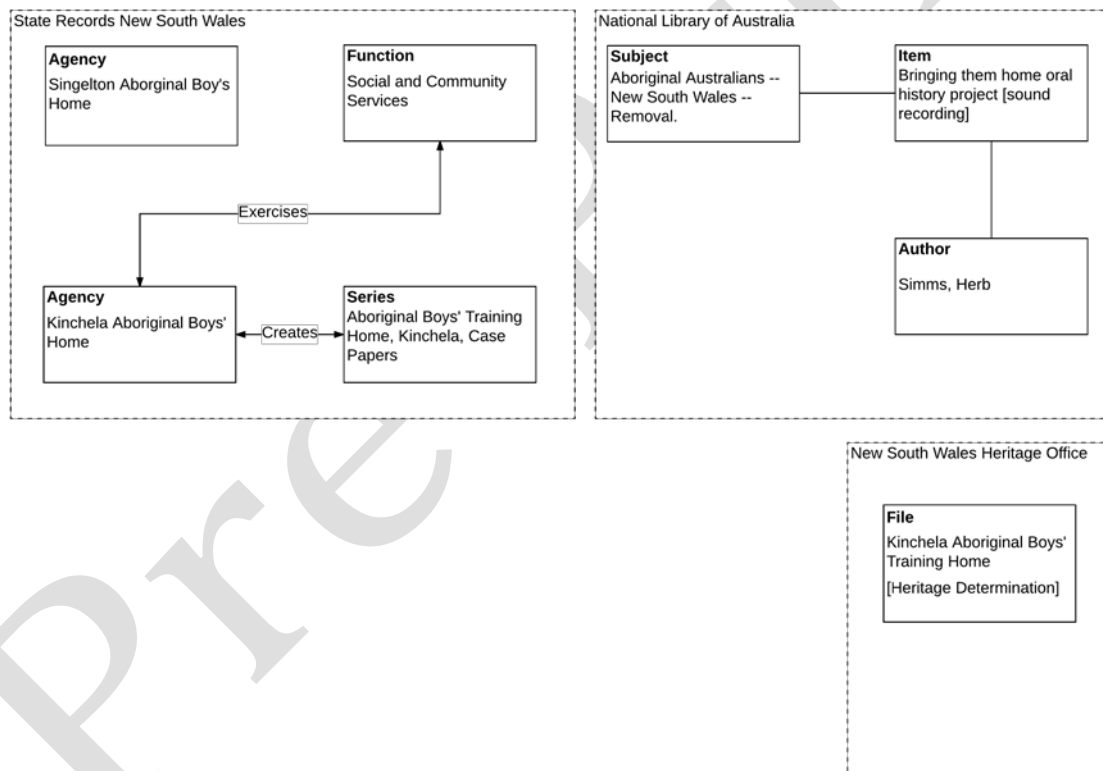 State Records New South Wales
Agency
Singelton Aborginal Boy's
Home
Function
Social and Community
Services
Exercises
Agency
Kinchela Aboriginal Boys'
Home
Creates
Series
Aboriginal Boys' Training
Home, Kinchela, Case
Papers
National Library of Australia
Subject
Aboriginal Australians --
New South Wales --
Removal.
Item
Bringing them home oral
history project [sound
recording]
Author
Simms, Herb
New South Wales Heritage Office
File
Kinchela Aboriginal Boys'
Training Home
[Heritage Determination]
Pre